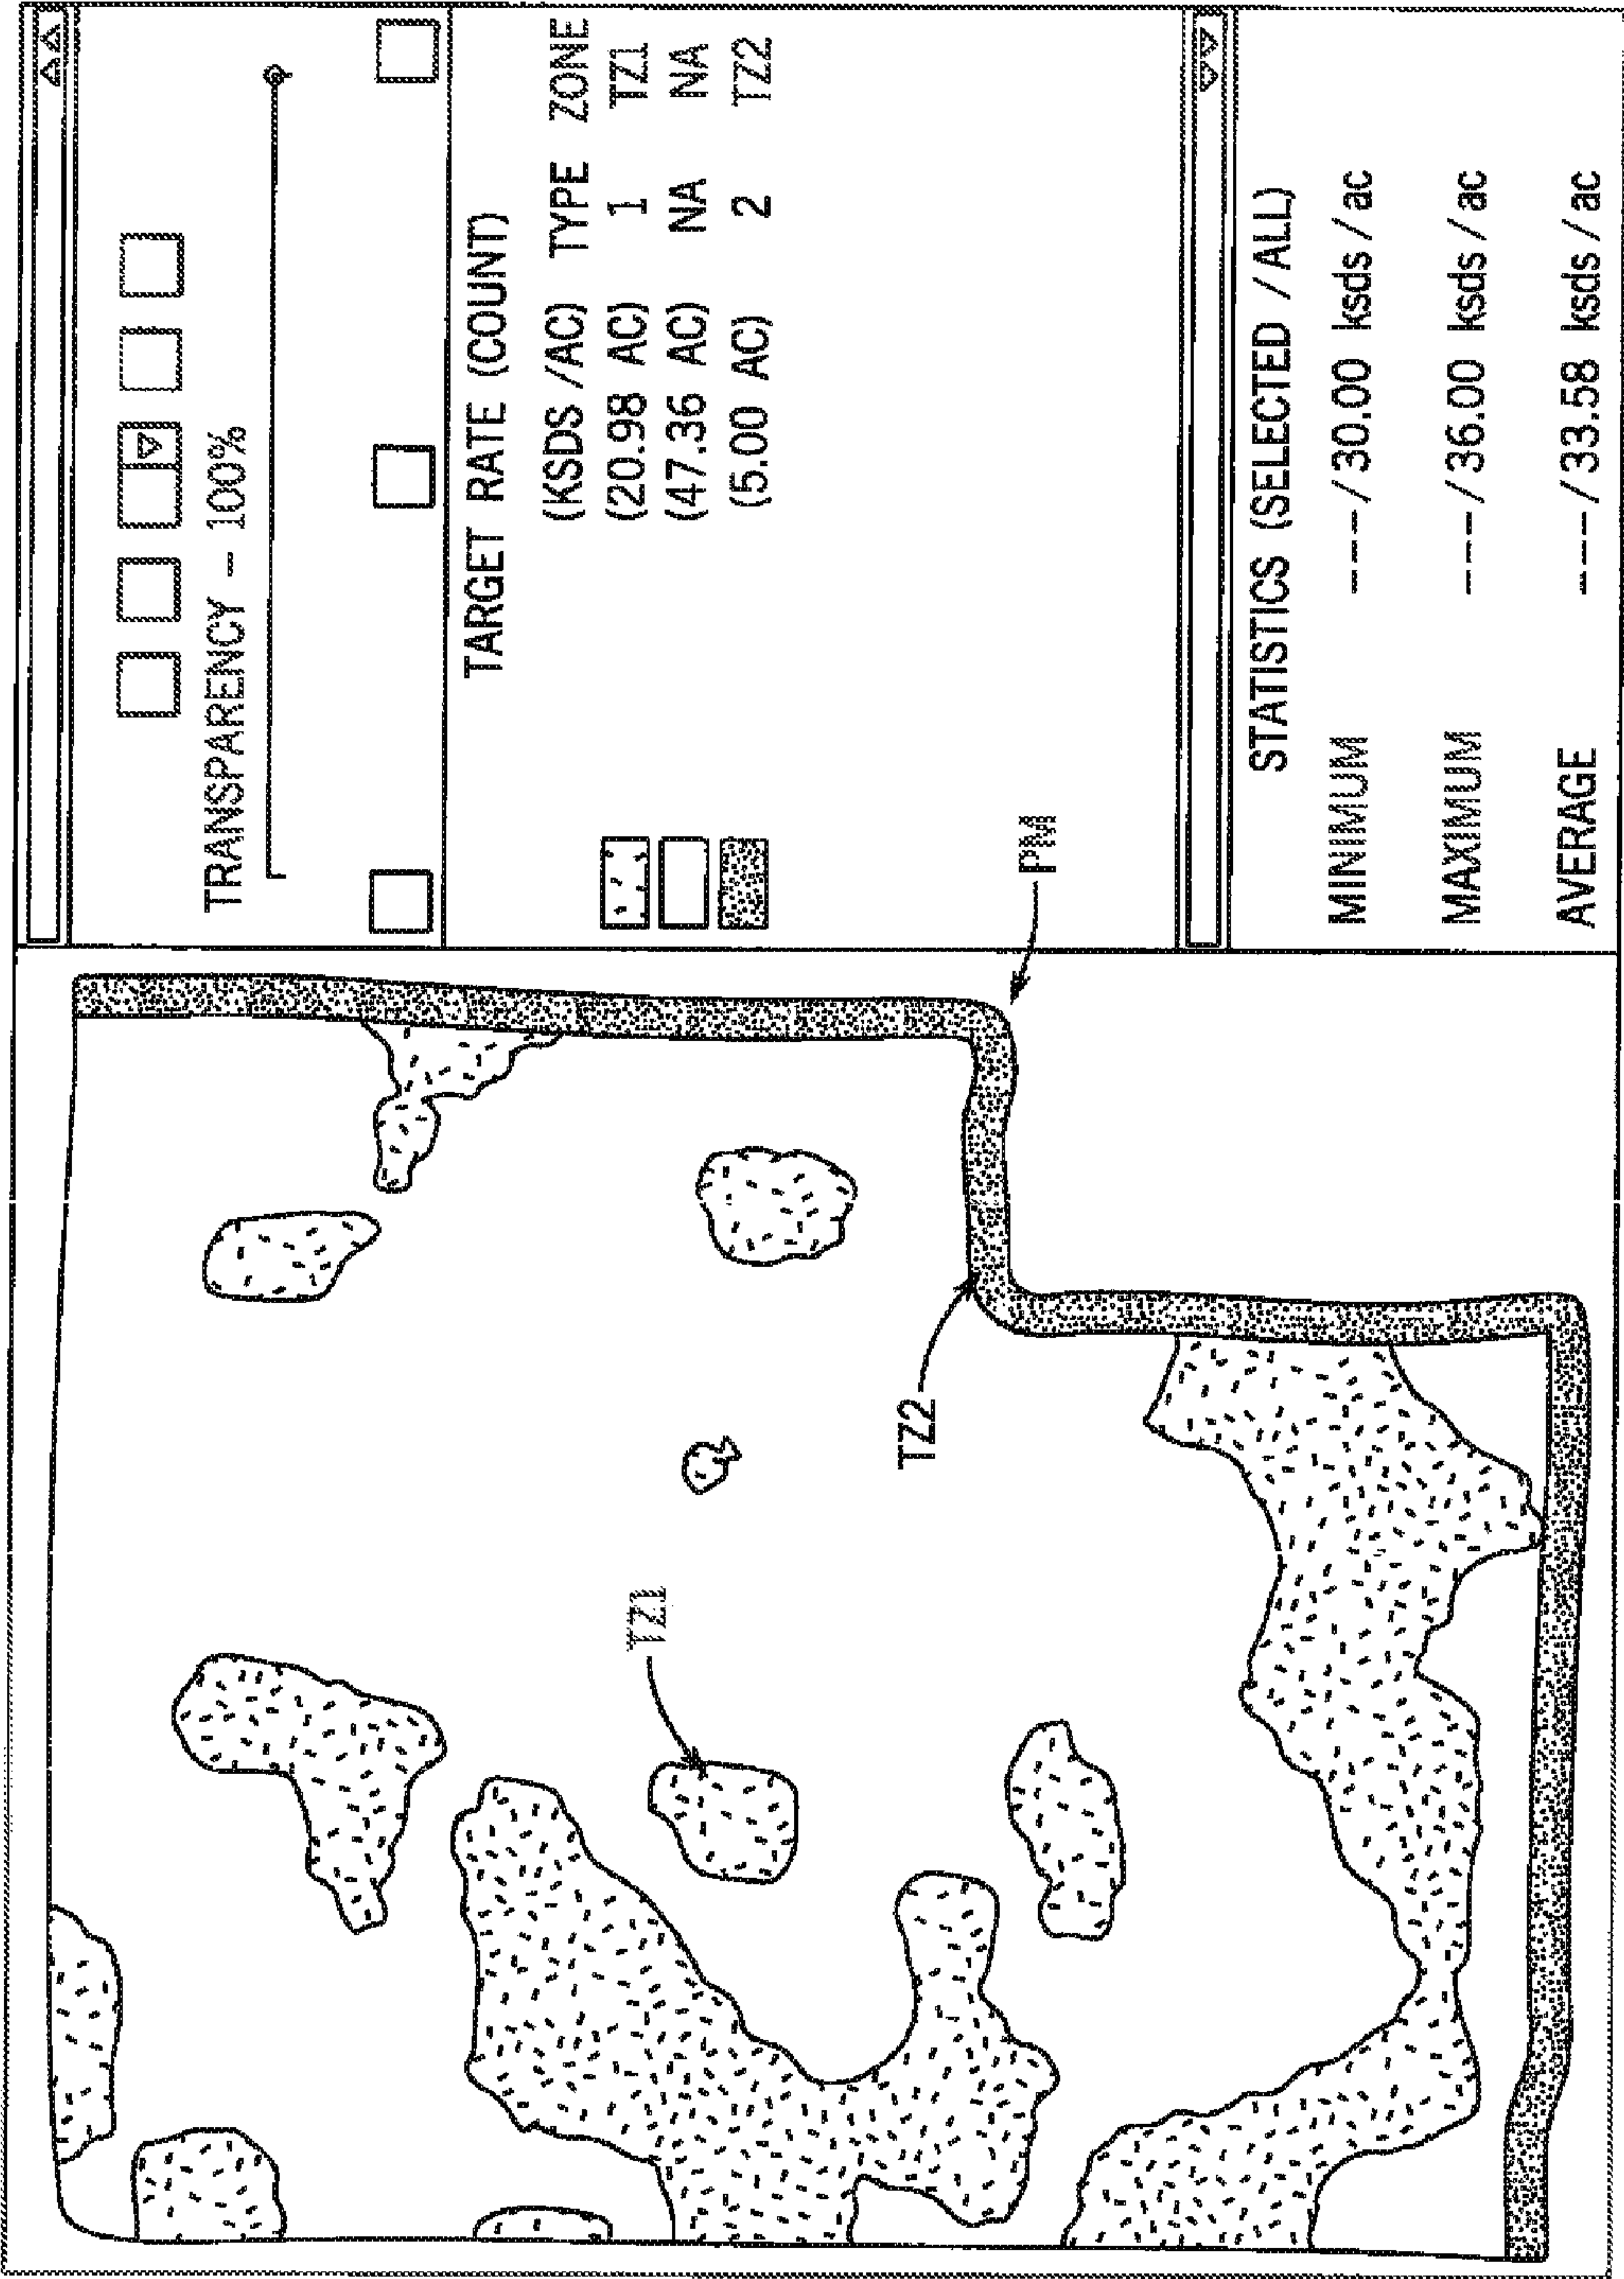 TRANSPARENCY - 100%
TARGET RATE (COUNT)
(KSDS /AC) TYPE ZONE
(20.98 AC) 1 TZ1
(47.36 AC) NA NA
(5.00 AC) 2 TZ2
STATISTICS (SELECTED /ALL)
MINIMUM ---/30.00 ksds/ac
MAXIMUM ---/36.00 ksds/ac
AVERAGE ---/33.58 ksds/ac
PM
TZ2
TZ1